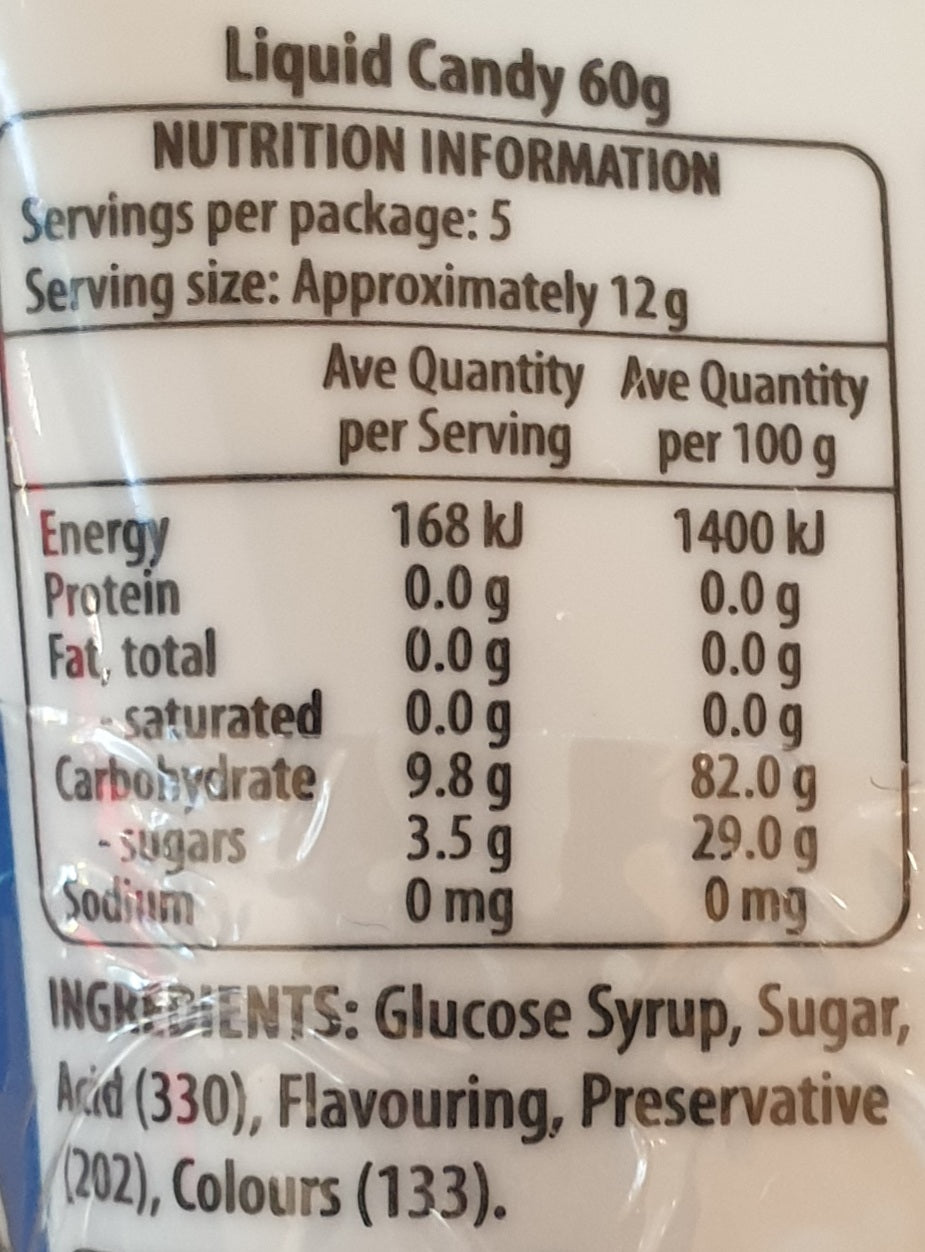 Liquid Candy 60g
NUTRITION INFORMATION
Servings per package: 5
Serving size: Approximately 12 g
Ave Quantity per Serving Ave Quantity per 100 g
Energy 168 kJ 1400 kJ
Protein 0.0 g 0.0 g
Fat, total 0.0 g 0.0 g
- saturated 0.0 g 0.0 g
Carbohydrate 9.8 g 82.0 g
- sugars 3.5 g 29.0 g
Sodium 0 mg 0 mg
INGREDIENTS: Glucose Syrup, Sugar,
Acid (330), Flavouring, Preservative
(202), Colours (133).